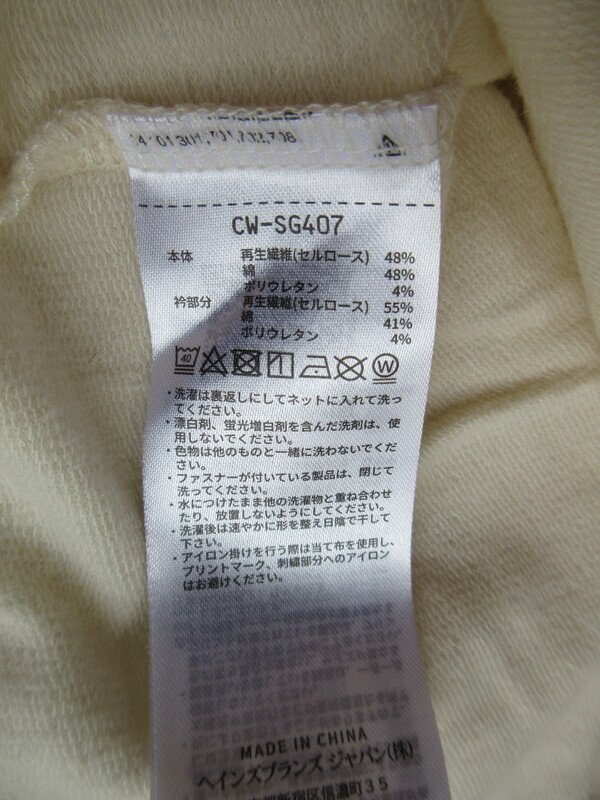 CW-SG407
本体 再生繊維(セルロース) 48%
綿 48%
ポリウレタン 4%
衿部分 再生繊維(セルロース) 55%
綿 41%
ポリウレタン 4%
40 W
・洗濯は裏返しにしてネットに入れて洗っ
てください。
・漂白剤、蛍光増白剤を含んだ洗剤は、使
用しないでください。
・色物は他のものと一緒に洗わないでくだ
さい。
・ファスナーが付いている製品は、閉じて
洗ってください。
・水につけたまま他の洗濯物と重ね合わせ
たり、放置しないようにしてください。
・洗濯後は速やかに形を整え日陰で干して
下さい。
・アイロン掛けを行う際は当て布を使用し、
プリントマーク、刺繍部分へのアイロン
はお避けください。
MADE IN CHINA
ヘインズブランズ ジャパン(株)
京都新宿区信濃町35